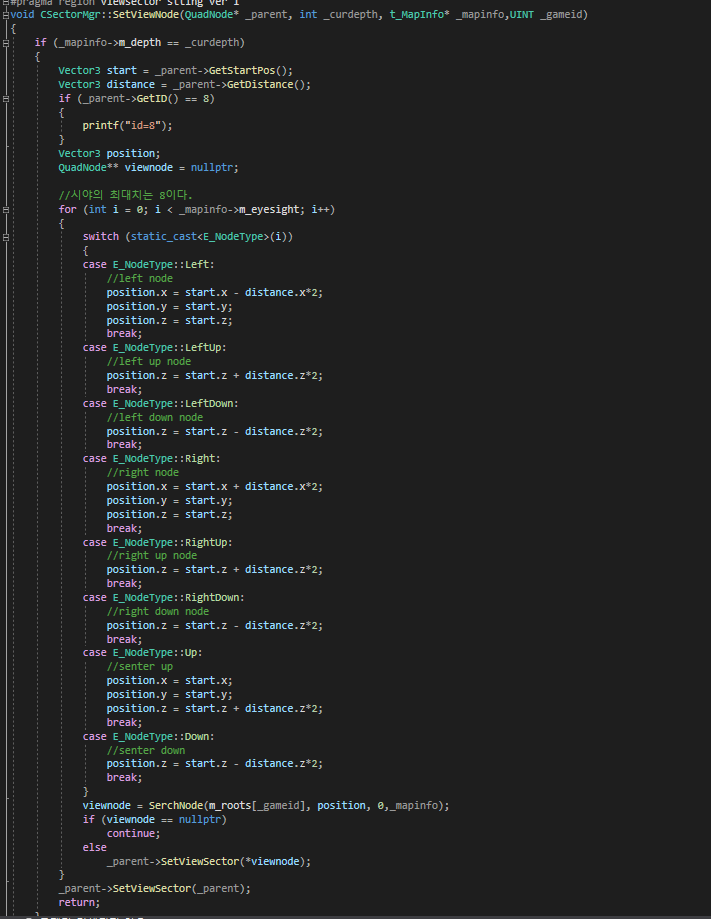 #pragma region viewsector stting ver 1
void CSectorMgr::SetViewNode(QuadNode* _parent, int _curdepth, t_MapInfo* _mapinfo,UINT _gameid)
{
if (_mapinfo->m_depth == _curdepth)
{
Vector3 start = _parent->GetStartPos();
Vector3 distance = _parent->GetDistance();
if (_parent->GetID() == 8)
{
printf("id=8");
}
Vector3 position;
QuadNode** viewnode = nullptr;
//시야의 최대치는 8이다.
for (int i = 0; i < _mapinfo->m_eyesight; i++)
{
switch (static_cast<E_NodeType>(i))
{
case E_NodeType::Left:
//left node
position.x = start.x - distance.x*2;
position.y = start.y;
position.z = start.z;
break;
case E_NodeType::LeftUp:
//left up node
position.z = start.z + distance.z*2;
break;
case E_NodeType::LeftDown:
//left down node
position.z = start.z - distance.z*2;
break;
case E_NodeType::Right:
//right node
position.x = start.x + distance.x*2;
position.y = start.y;
position.z = start.z;
break;
case E_NodeType::RightUp:
//right up node
position.z = start.z + distance.z*2;
break;
case E_NodeType::RightDown:
//right down node
position.z = start.z - distance.z*2;
break;
case E_NodeType::Up:
//senter up
position.x = start.x;
position.y = start.y;
position.z = start.z + distance.z*2;
break;
case E_NodeType::Down:
//senter down
position.z = start.z - distance.z*2;
break;
}
viewnode = SerchNode(m_roots[_gameid], position, 0,_mapinfo);
if (viewnode == nullptr)
continue;
else
_parent->SetViewSector(*viewnode);
}
_parent->SetViewSector(_parent);
return;
}